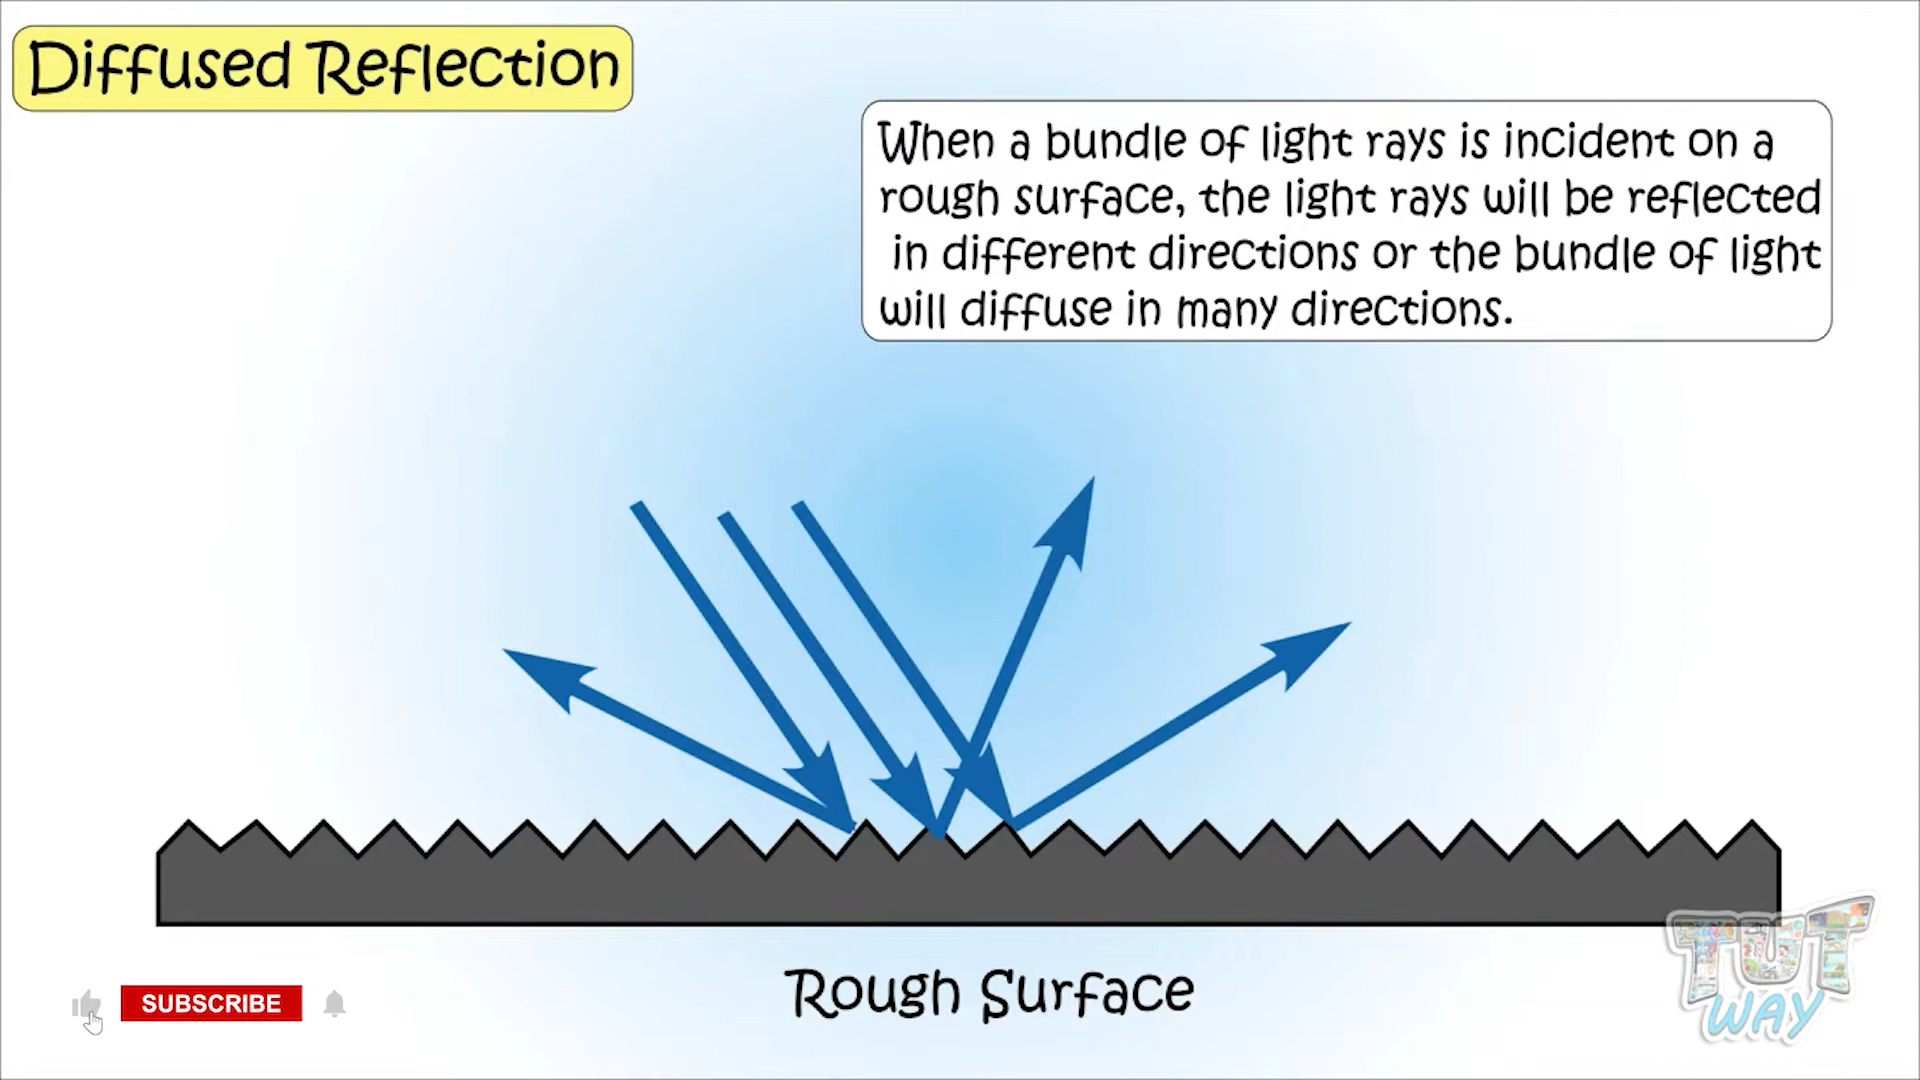 Diffused Reflection
When a bundle of light rays is incident on a
rough surface, the light rays will be reflected
in different directions or the bundle of light
will diffuse in many directions.
Rough Surface
SUBSCRIBE
TUT
WAY